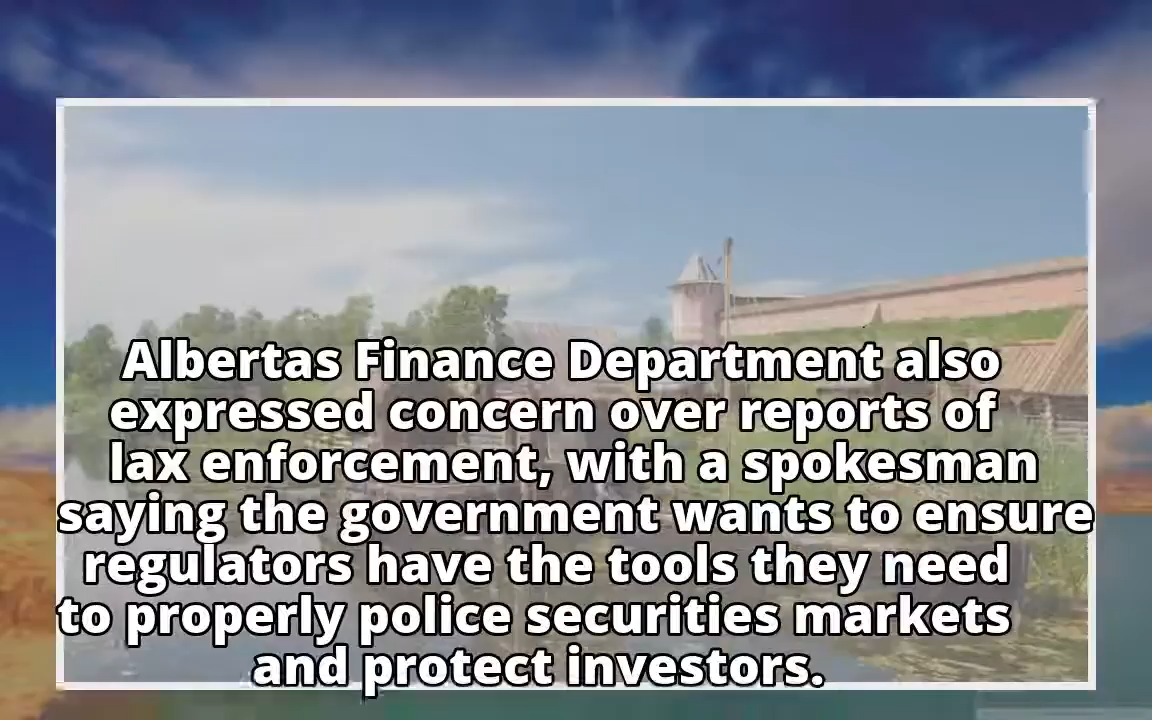 Albertas Finance Department also
expressed concern over reports of
lax enforcement, with a spokesman
saying the government wants to ensure
regulators have the tools they need
to properly police securities markets
and protect investors.